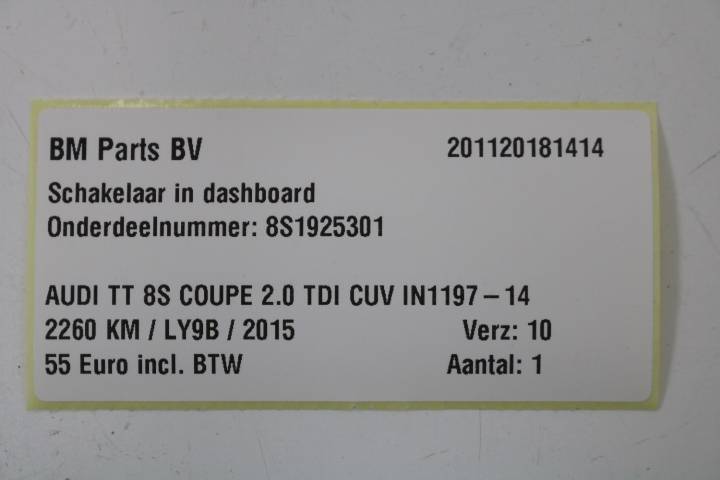 BM Parts BV 201120181414
Schakelaar in dashboard
Onderdeelnummer: 8S1925301
AUDI TT 8S COUPE 2.0 TDI CUV IN1197 – 14
2260 KM / LY9B / 2015 Verz: 10
55 Euro incl. BTW Aantal: 1